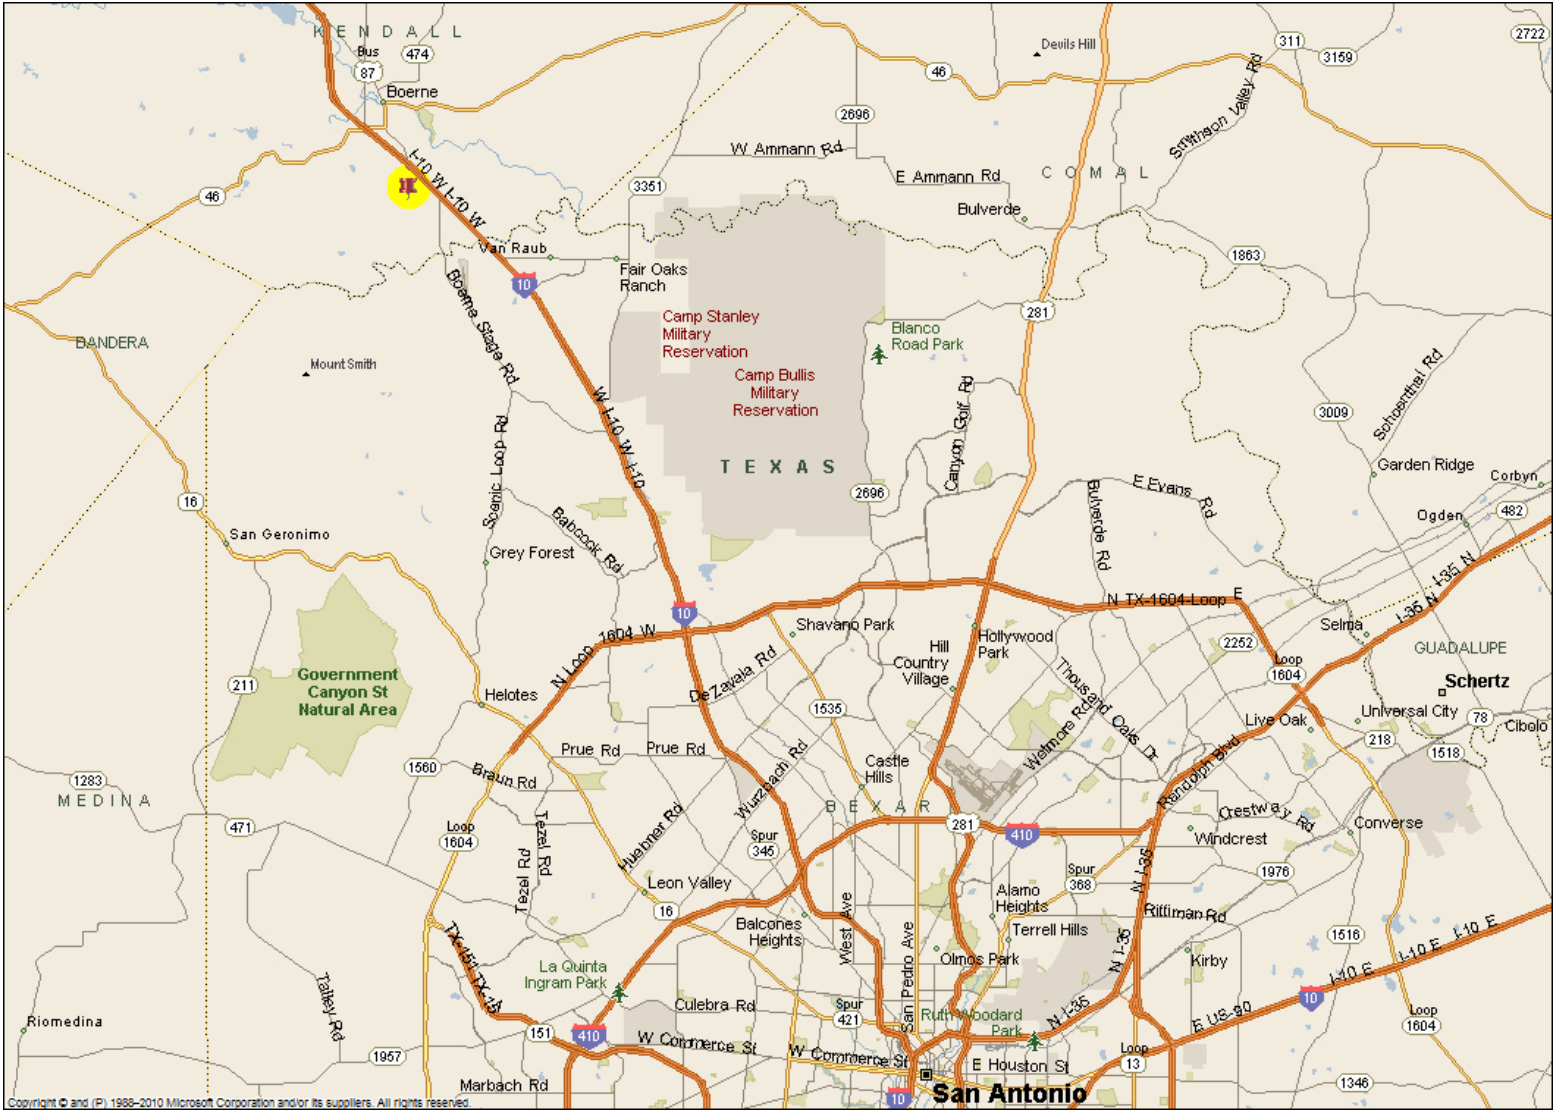 KENDALL
Bus
87
474
Boerne
46
Devils Hill
311
3159
2722
Smithson Valley Rd
2696
W Ammann Rd
E Ammann Rd
COMAL
I-10 W I-10 W
3351
46
Bulverde
Van Raub
Fair Oaks
Ranch
10
1863
281
Boerne Stage Rd
Camp Stanley
Military
Reservation
Blanco
Road Park
BANDERA
Mount Smith
Camp Bullis
Military
Reservation
W I-10 W I-10
Canyon Golf Rd
3009
Schoenthal Rd
TEXAS
Scenic Loop Rd
Garden Ridge
Corbyn
16
2696
E Evans Rd
Bulverde Rd
482
Ogden
San Geronimo
Babcock Rd
Grey Forest
I-35 N
I-35 N
10
N TX-1604-Loop E
Shavano Park
Selma
N Loop 1604 W
Hollywood
Park
Hill
Country
Village
2252
GUADALUPE
Government
Canyon St
Natural Area
211
De Zavala Rd
Thousand Oaks Dr
Loop
1604
Schertz
Helotes
1535
Wetmore Rd
Live Oak
Universal City
78
Cibolo
218
1518
Prue Rd
Prue Rd
1560
Braun Rd
Castle
Hills
Wurzbach Rd
Randolph Blvd
1283
MEDINA
BEXAR
471
Loop
1604
Tezel Rd
Tezel Rd
Huebner Rd
Spur
345
281
410
Crestway Rd
Windcrest
Converse
Leon Valley
16
Spur
368
1976
N I-35
Alamo
Heights
Rittiman Rd
Balcones
Heights
West Ave
San Pedro Ave
Terrell Hills
TX-151 TX-15
Olmos Park
N I-35
Kirby
1516
I-10 E
I-10 E
I-10 E
La Quinta
Ingram Park
10
Talley Rd
Culebra Rd
Spur
421
Ruth Woodard
Park
N I-35
E US-90
Loop
1604
Riomedina
151
410
W Commerce St
W Commerce St
1957
Loop
13
E Houston St
Marbach Rd
1346
10
San Antonio
Copyright © and (P) 1988–2010 Microsoft Corporation and/or its suppliers. All rights reserved.